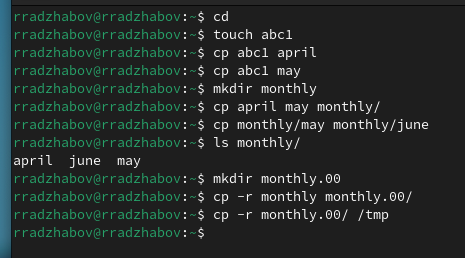 rradzhabov@rradzhabov:~$ cd
rradzhabov@rradzhabov:~$ touch abc1
rradzhabov@rradzhabov:~$ cp abc1 april
rradzhabov@rradzhabov:~$ cp abc1 may
rradzhabov@rradzhabov:~$ mkdir monthly
rradzhabov@rradzhabov:~$ cp april may monthly/
rradzhabov@rradzhabov:~$ cp monthly/may monthly/june
rradzhabov@rradzhabov:~$ ls monthly/
april  june  may
rradzhabov@rradzhabov:~$ mkdir monthly.00
rradzhabov@rradzhabov:~$ cp -r monthly monthly.00/
rradzhabov@rradzhabov:~$ cp -r monthly.00/ /tmp
rradzhabov@rradzhabov:~$